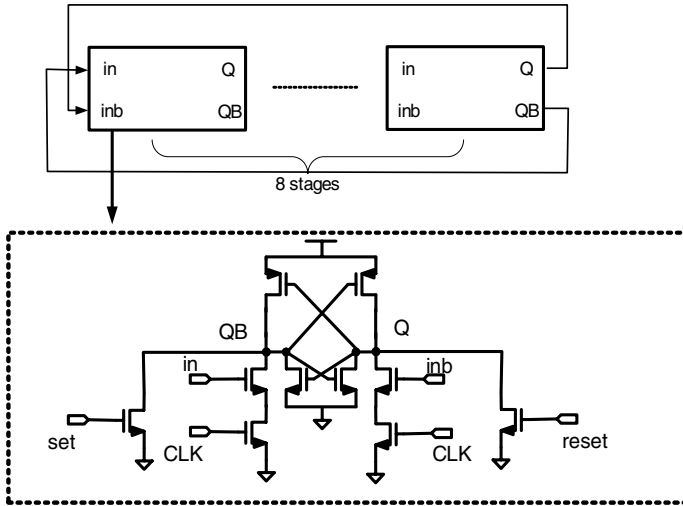 in Q in Q
inb QB inb QB
8 stages
QB Q
in inb
set CLK CLK reset